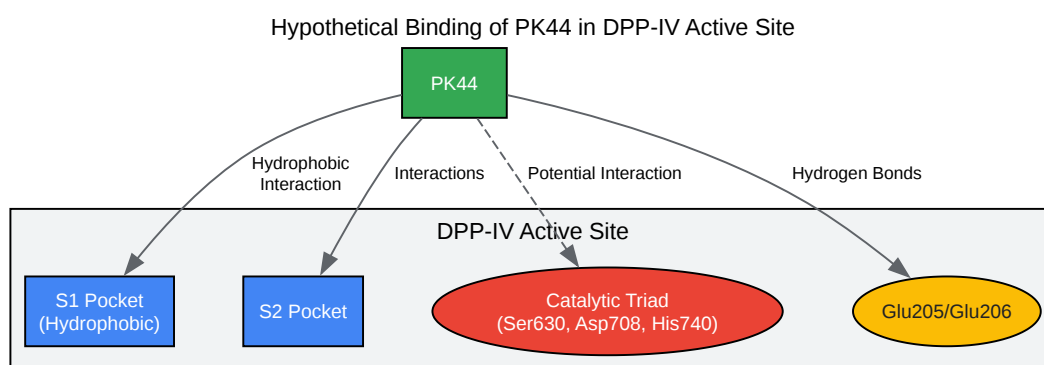 Hypothetical Binding of PK44 in DPP-IV Active Site
PK44
Hydrophobic
Interaction
Interactions
Potential Interaction
Hydrogen Bonds
DPP-IV Active Site
S1 Pocket
(Hydrophobic)
S2 Pocket
Catalytic Triad
(Ser630, Asp708, His740)
Glu205/Glu206